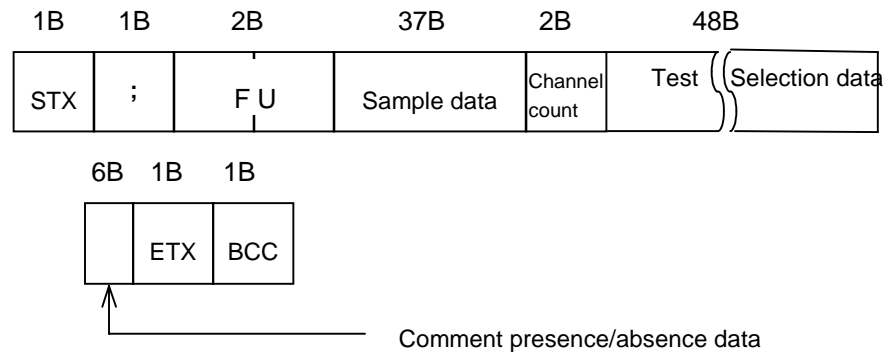 1B 1B 2B 37B 2B 48B
STX ; F U Sample data Channel count Test Selection data
6B 1B 1B
ETX BCC
Comment presence/absence data